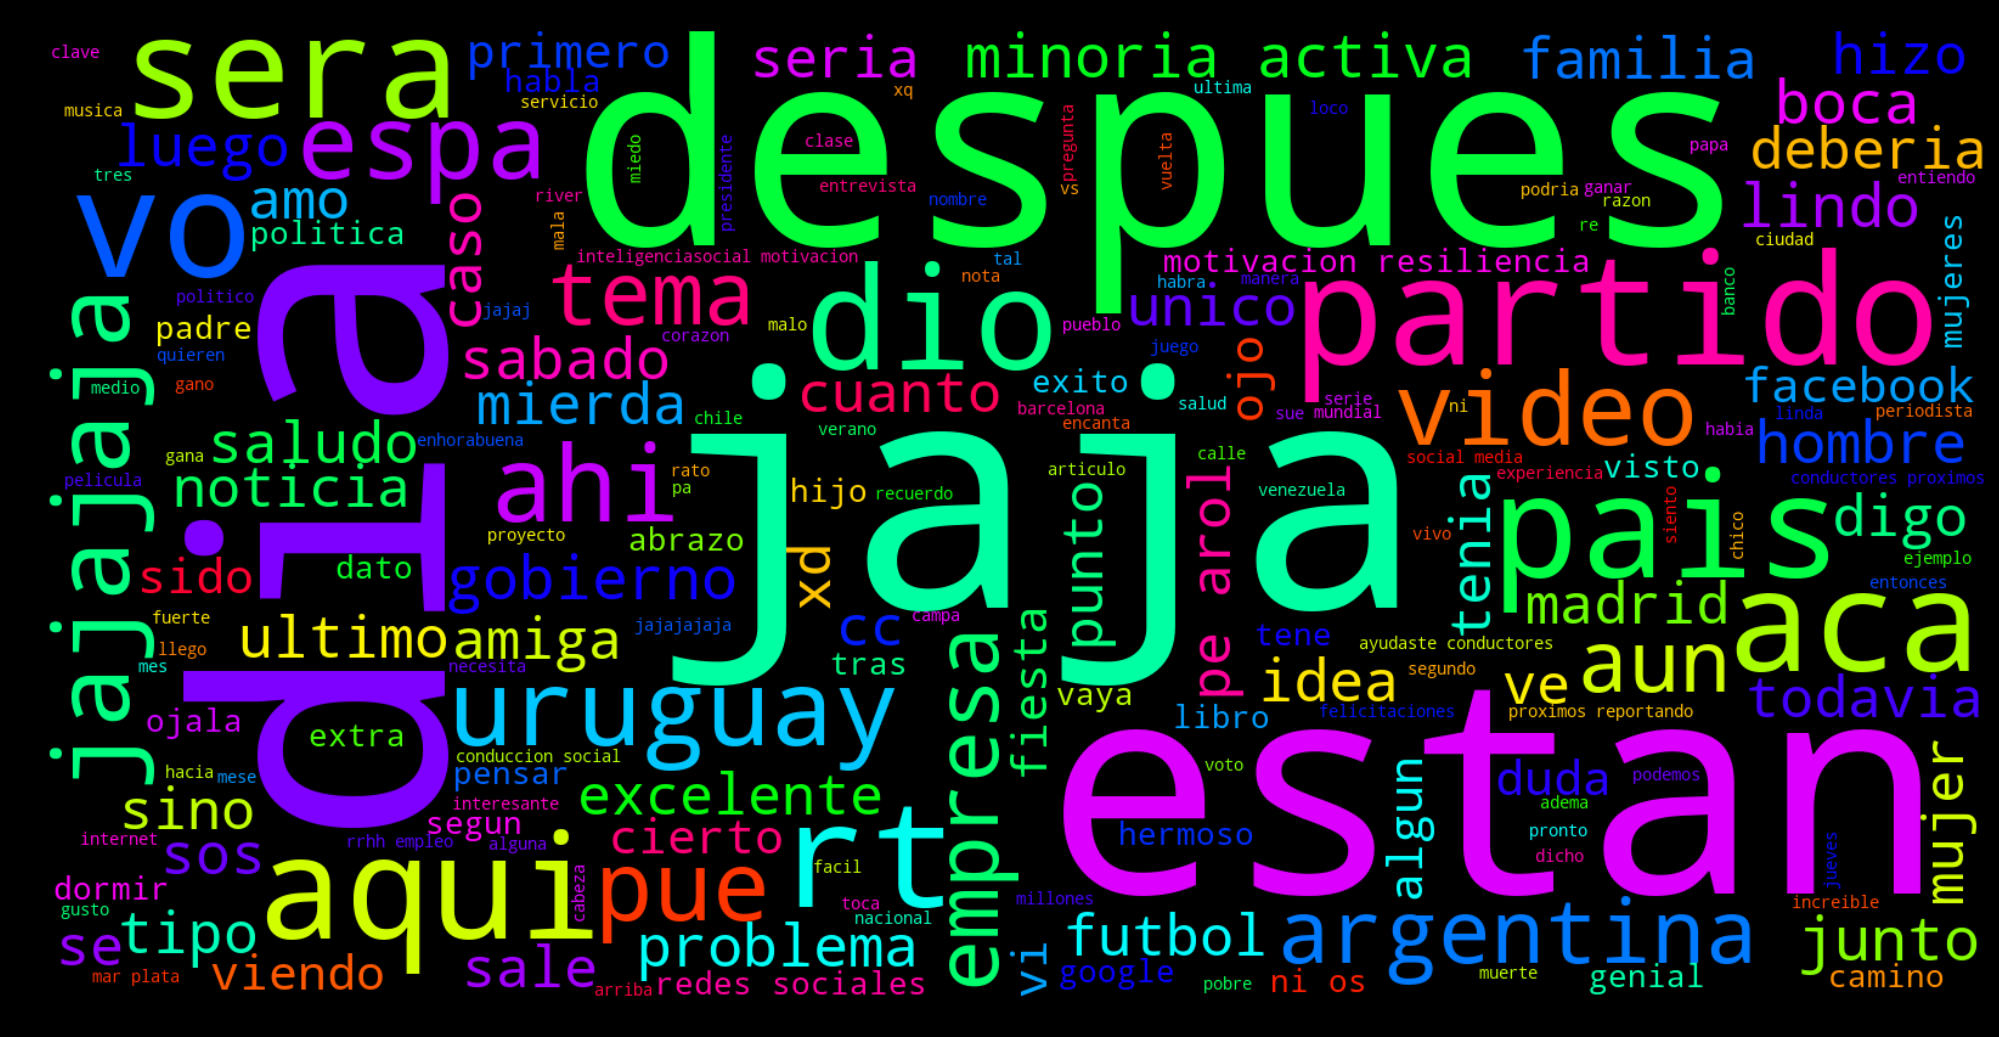 clave
sera
primero
habla
seria
minoria activa
familia
hizo
musica
servicio
xq
ultima
loco
boca
luego
espa
despues
miedo
presidente
clase
pregunta
vuelta
papa
deberia
tres
entrevista
vs
podria
ganar
entiendo
vo
amo
river
nombre
razon
lindo
politica
caso
mala
re
ciudad
mujeres
inteligenciasocial motivacion
tal
motivacion resiliencia
politico
tema
nota
dio
habra
manera
unico
partido
banco
jajajajaja
dia
padre
jajaj
malo
pueblo
corazon
quieren
sabado
juego
medio
gano
mierda
cuanto
exito
ojo
video
facebook
barcelona
salud
serie
sue mundial
ni
linda
periodista
chile
verano
encanta
habia
saludo
enhorabuena
jaja
hombre
gana
ahi
rato
articulo
calle
social media
visto
pelicula
noticia
pa
hijo
recuerdo
punto
pe arol
venezuela
tenia
experiencia
conductores proximos
pais
siento
chico
digo
proyecto
abrazo
xd
vivo
dato
ejemplo
sido
gobierno
entonces
fuerte
campa
madrid
aca
ultimo
amiga
jajajajaja
cc
fiesta
tene
ayudaste conductores
llego
mes
necesita
tras
empresa
idea
segundo
aun
uruguay
vaya
ve
todavia
ojala
extra
libro
felicitaciones
proximos reportando
conduccion social
estan
hacia
mese
pensar
voto
algun
duda
podemos
mujer
sino
interesante
excelente
adema
internet
segun
rrhh empleo
alguna
cierto
rt
hermoso
pronto
sos
dicho
jueves
aqui
facil
dormir
cabeza
pue
gusto
toca
millones
increible
se
tipo
nacional
problema
futbol
argentina
junto
mar plata
viendo
sale
arriba
redes sociales
vi
google
pobre
ni os
muerte
genial
camino